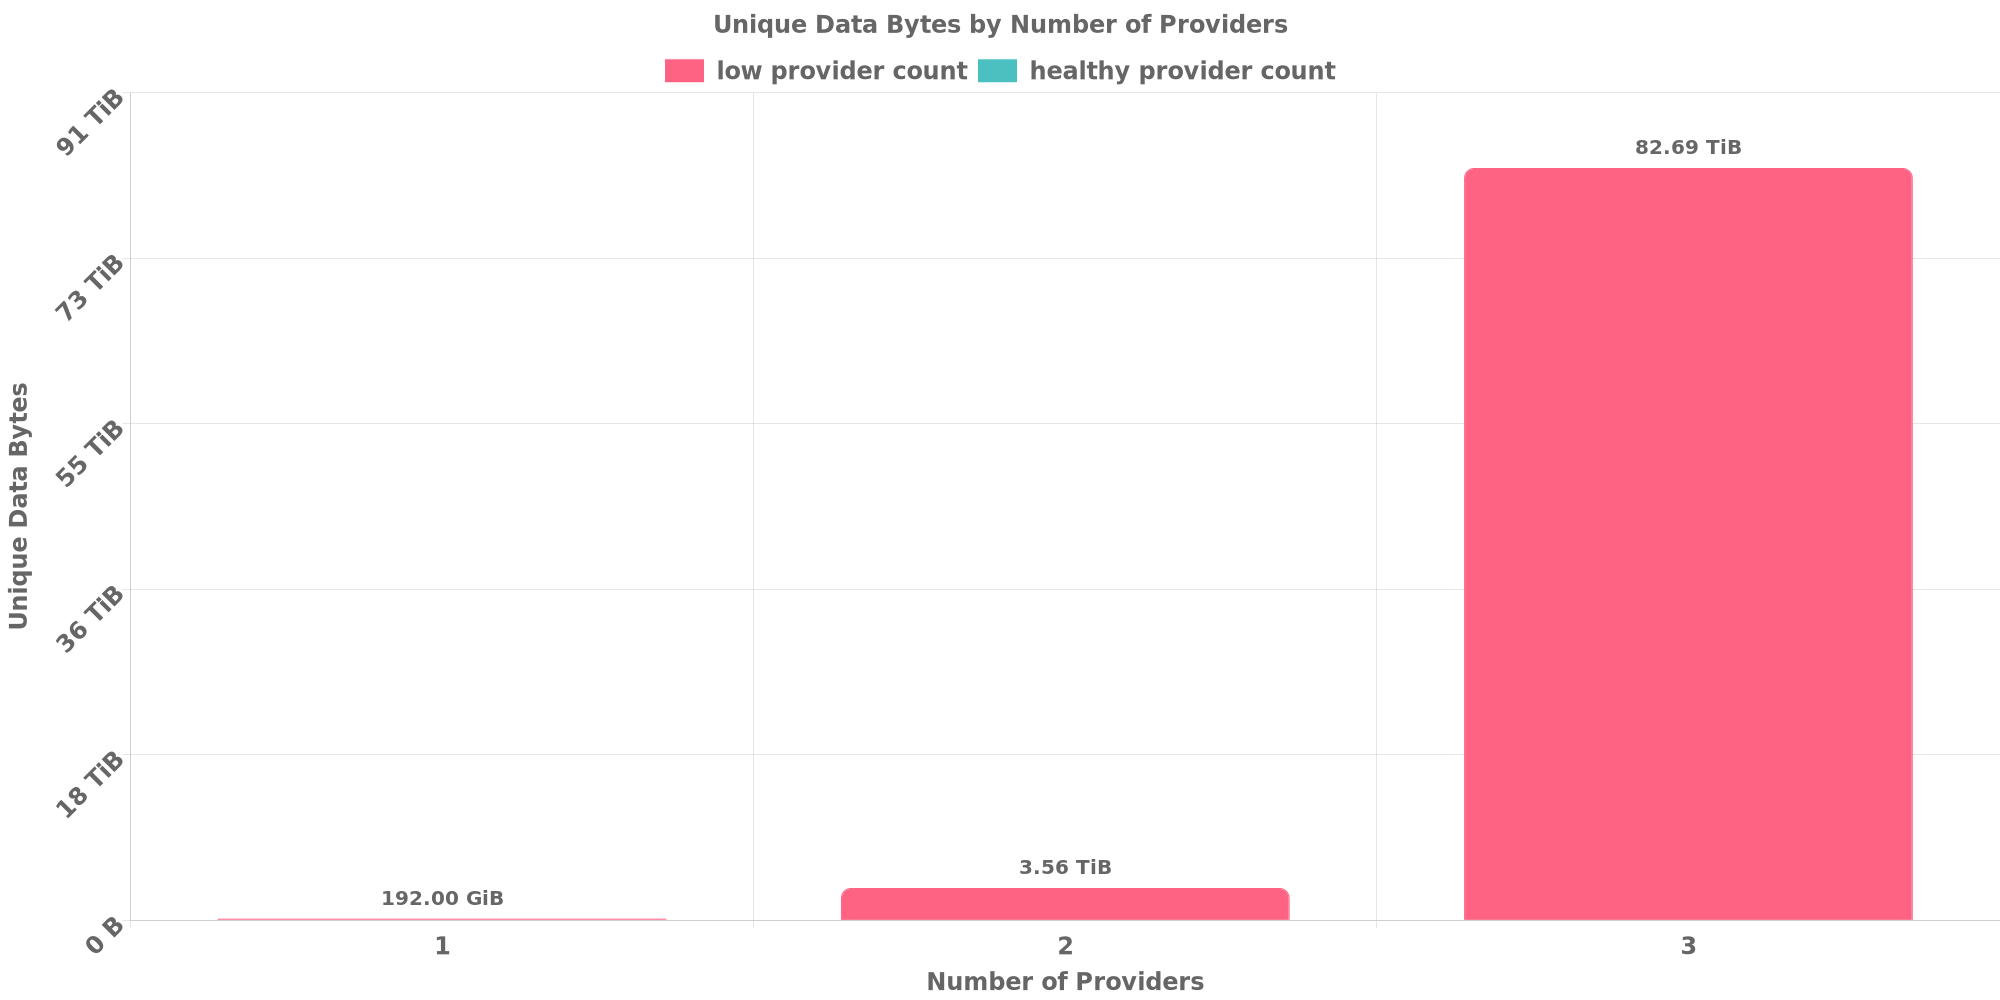 Unique Data Bytes by Number of Providers
low provider count healthy provider count
91 TiB
73 TiB
55 TiB
36 TiB
18 TiB
0 B
Unique Data Bytes
192.00 GiB
3.56 TiB
82.69 TiB
1 2 3
Number of Providers